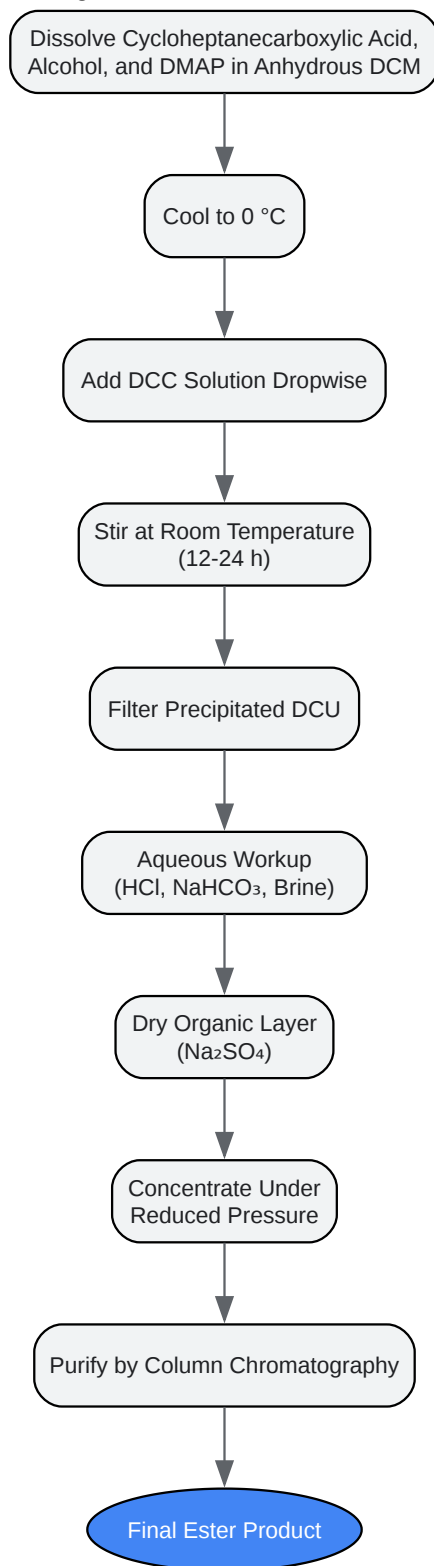 Dissolve Cycloheptanecarboxylic Acid,
Alcohol, and DMAP in Anhydrous DCM
Cool to 0 °C
Add DCC Solution Dropwise
Stir at Room Temperature
(12-24 h)
Filter Precipitated DCU
Aqueous Workup
(HCl, NaHCO₃, Brine)
Dry Organic Layer
(Na₂SO₄)
Concentrate Under
Reduced Pressure
Purify by Column Chromatography
Final Ester Product